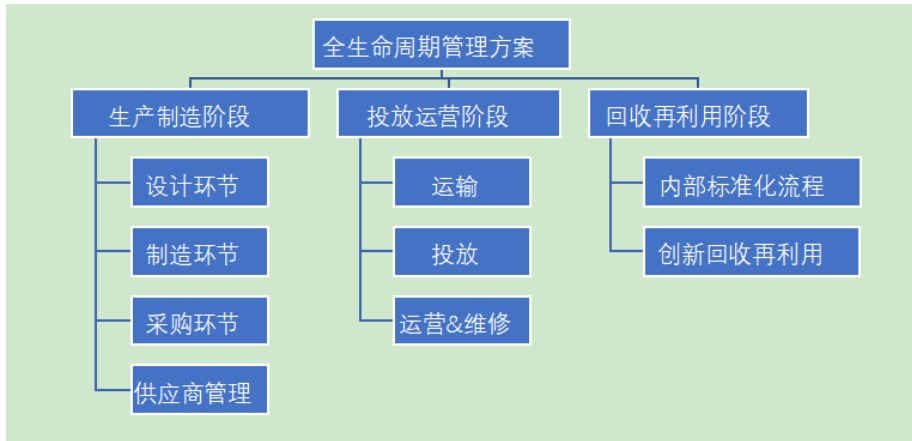 全生命周期管理方案
生产制造阶段
设计环节
制造环节
采购环节
供应商管理
投放运营阶段
运输
投放
运营&维修
回收再利用阶段
内部标准化流程
创新回收再利用